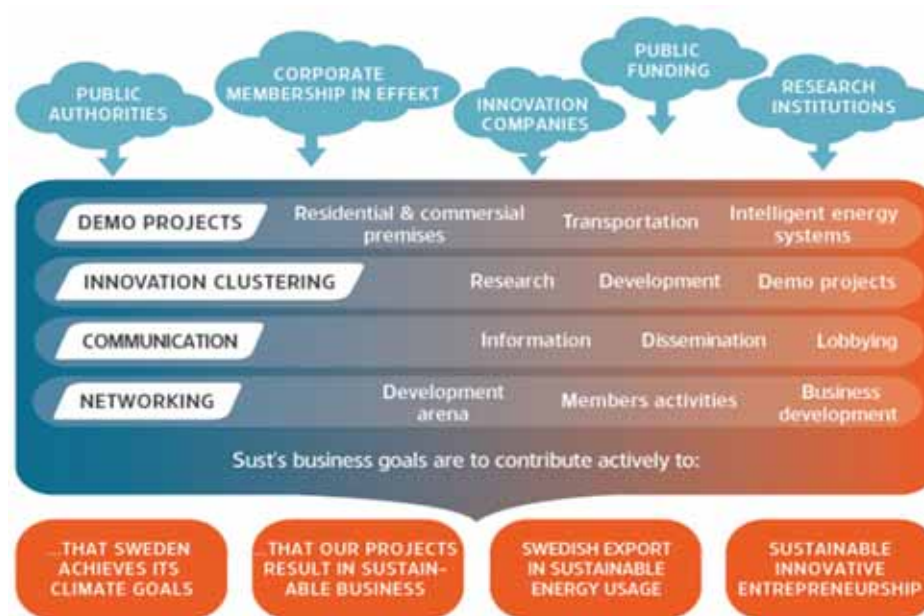 PUBLIC
AUTHORITIES
CORPORATE
MEMBERSHIP IN EFFEKT
INNOVATION
COMPANIES
PUBLIC
FUNDING
RESEARCH
INSTITUTIONS
DEMO PROJECTS
Residential & commersial
premises
Transportation
Intelligent energy
systems
INNOVATION CLUSTERING
Research
Development
Demo projects
COMMUNICATION
Information
Dissemination
Lobbying
NETWORKING
Development
arena
Members activities
Business
development
Sust's business goals are to contribute actively to:
...THAT SWEDEN
ACHIEVES ITS
CLIMATE GOALS
...THAT OUR PROJECTS
RESULT IN SUSTAIN-
ABLE BUSINESS
SWEDISH EXPORT
IN SUSTAINABLE
ENERGY USAGE
SUSTAINABLE
INNOVATIVE
ENTREPRENEURSHIP